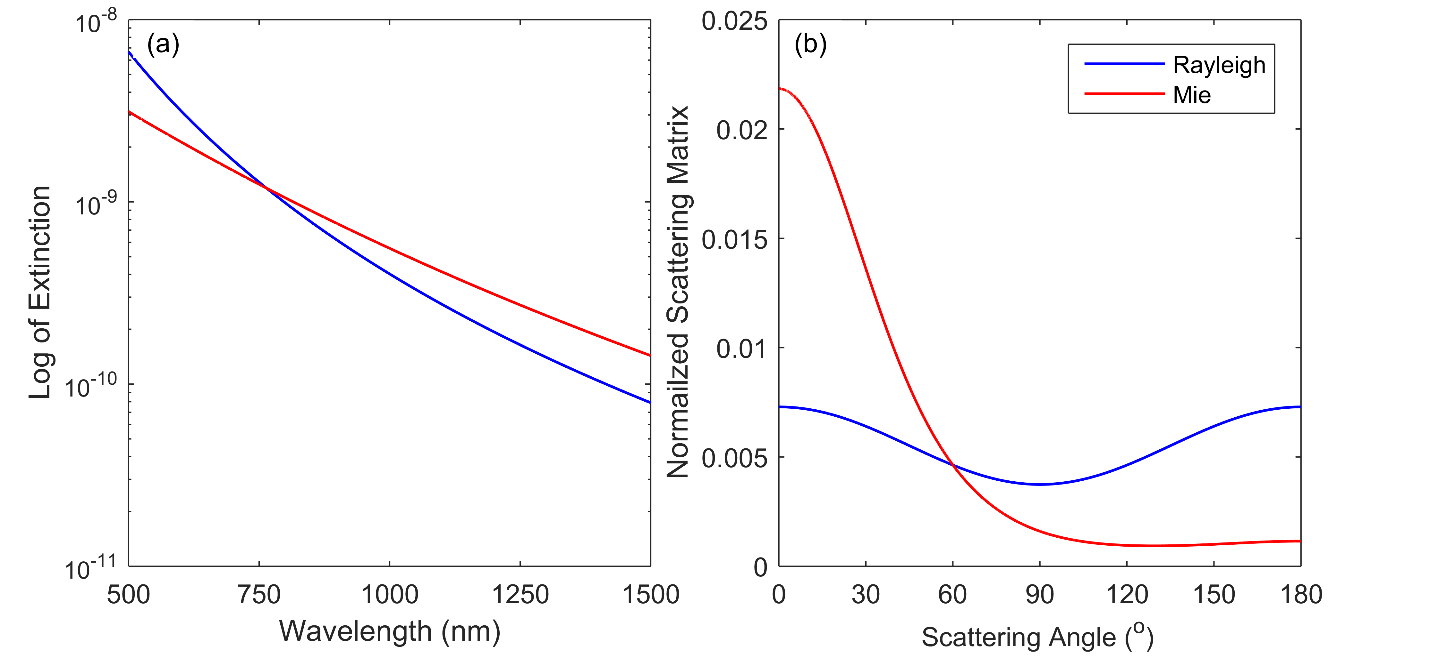 (a)
10-8
10-9
10-10
10-11
Log of Extinction
500 750 1000 1250 1500
Wavelength (nm)
(b)
Rayleigh
Mie
0.025
0.02
0.015
0.01
0.005
0
Normailzed Scattering Matrix
0 30 60 90 120 150 180
Scattering Angle (o)